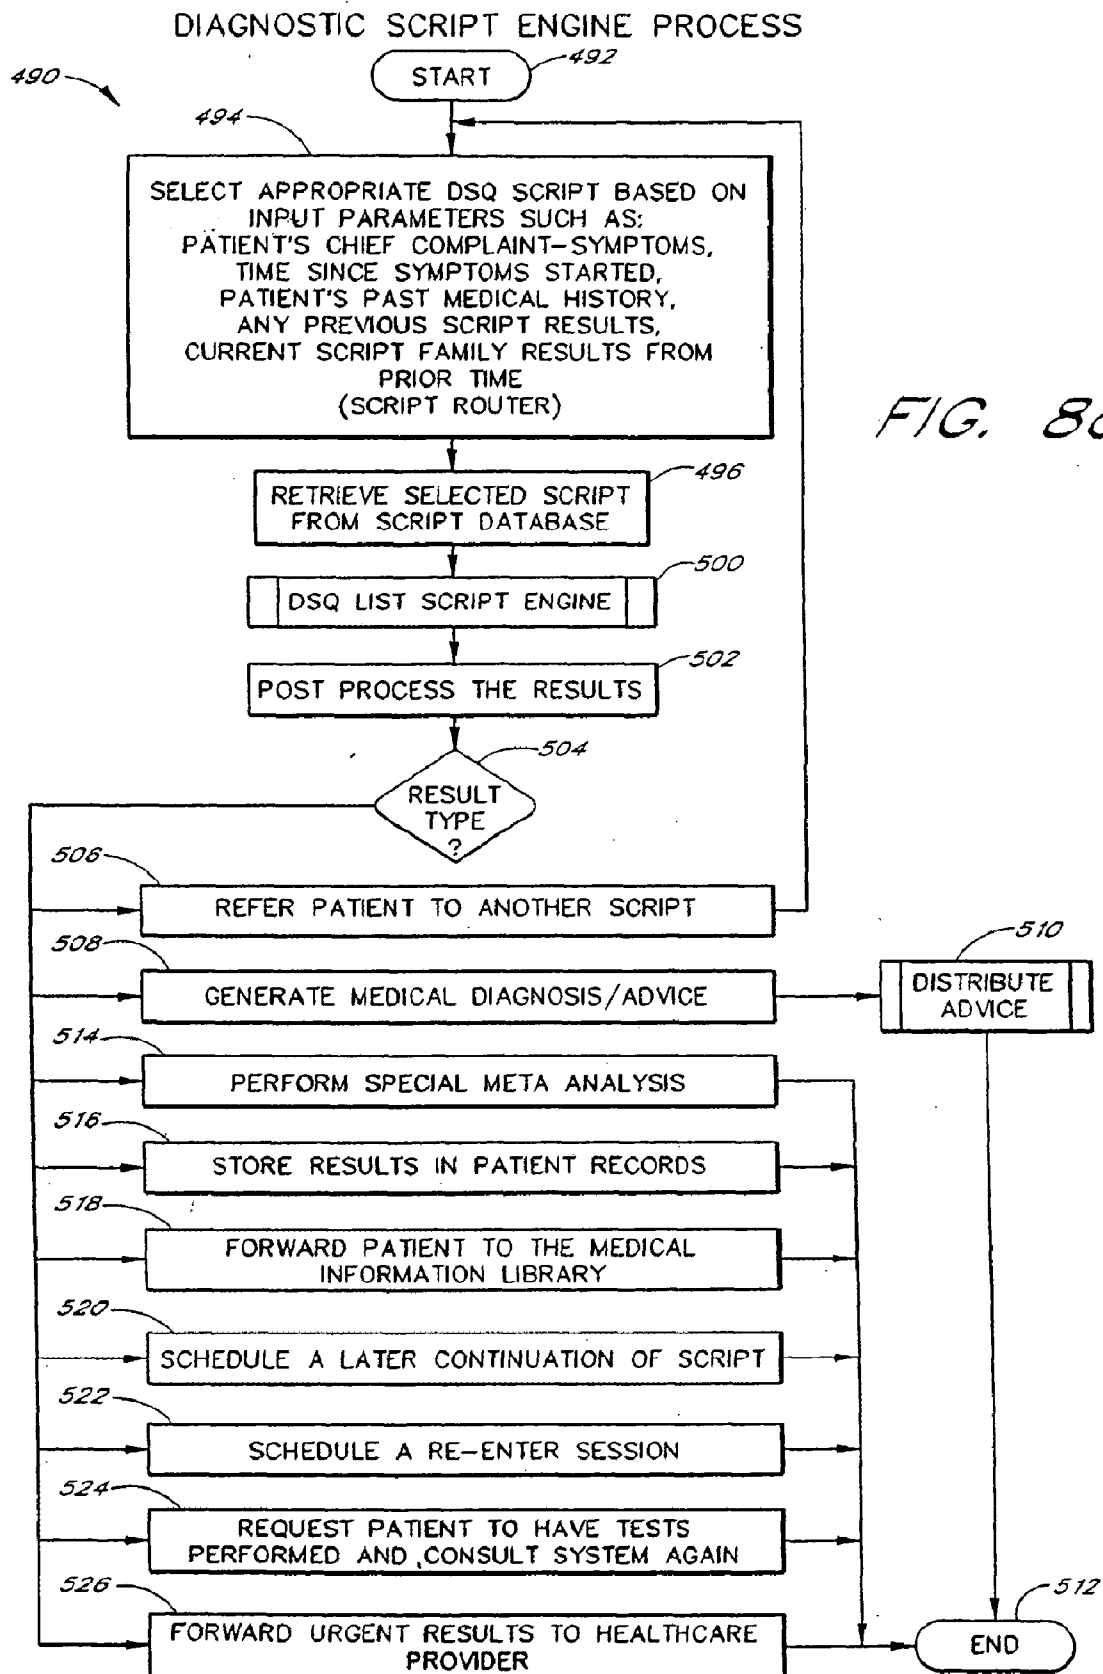 DIAGNOSTIC SCRIPT ENGINE PROCESS
490
START
492
494
SELECT APPROPRIATE DSQ SCRIPT BASED ON
INPUT PARAMETERS SUCH AS:
PATIENT'S CHIEF COMPLAINT-SYMPTOMS,
TIME SINCE SYMPTOMS STARTED,
PATIENT'S PAST MEDICAL HISTORY,
ANY PREVIOUS SCRIPT RESULTS,
CURRENT SCRIPT FAMILY RESULTS FROM
PRIOR TIME
(SCRIPT ROUTER)
FIG. 8
496
RETRIEVE SELECTED SCRIPT
FROM SCRIPT DATABASE
500
DSQ LIST SCRIPT ENGINE
502
POST PROCESS THE RESULTS
504
RESULT
TYPE
?
506
REFER PATIENT TO ANOTHER SCRIPT
508
GENERATE MEDICAL DIAGNOSIS/ADVICE
510
DISTRIBUTE
ADVICE
514
PERFORM SPECIAL META ANALYSIS
516
STORE RESULTS IN PATIENT RECORDS
518
FORWARD PATIENT TO THE MEDICAL
INFORMATION LIBRARY
520
SCHEDULE A LATER CONTINUATION OF SCRIPT
522
SCHEDULE A RE-ENTER SESSION
524
REQUEST PATIENT TO HAVE TESTS
PERFORMED AND CONSULT SYSTEM AGAIN
526
FORWARD URGENT RESULTS TO HEALTHCARE
PROVIDER
512
END